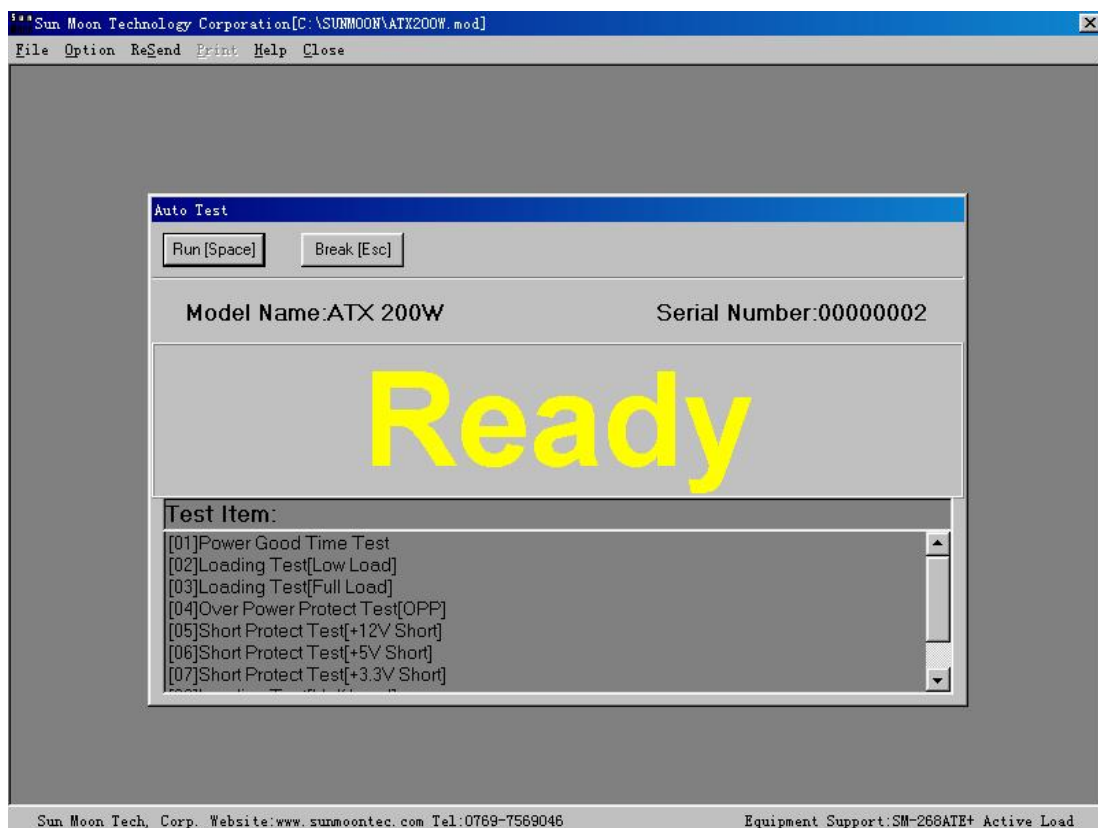 Sun Moon Technology Corporation[C:\SUNMOON\ATX200W.mod]
File Option ReSend Print Help Close
Auto Test
Run [Space] Break [Esc]
Model Name:ATX 200W Serial Number:00000002
Ready
Test Item:
[01]Power Good Time Test
[02]Loading Test[Low Load]
[03]Loading Test[Full Load]
[04]Over Power Protect Test[OPP]
[05]Short Protect Test[+12V Short]
[06]Short Protect Test[+5V Short]
[07]Short Protect Test[+3.3V Short]
Sun Moon Tech, Corp. Website:www.sunmoontec.com Tel:0769-7569046 Equipment Support:SM-268ATE+ Active Load